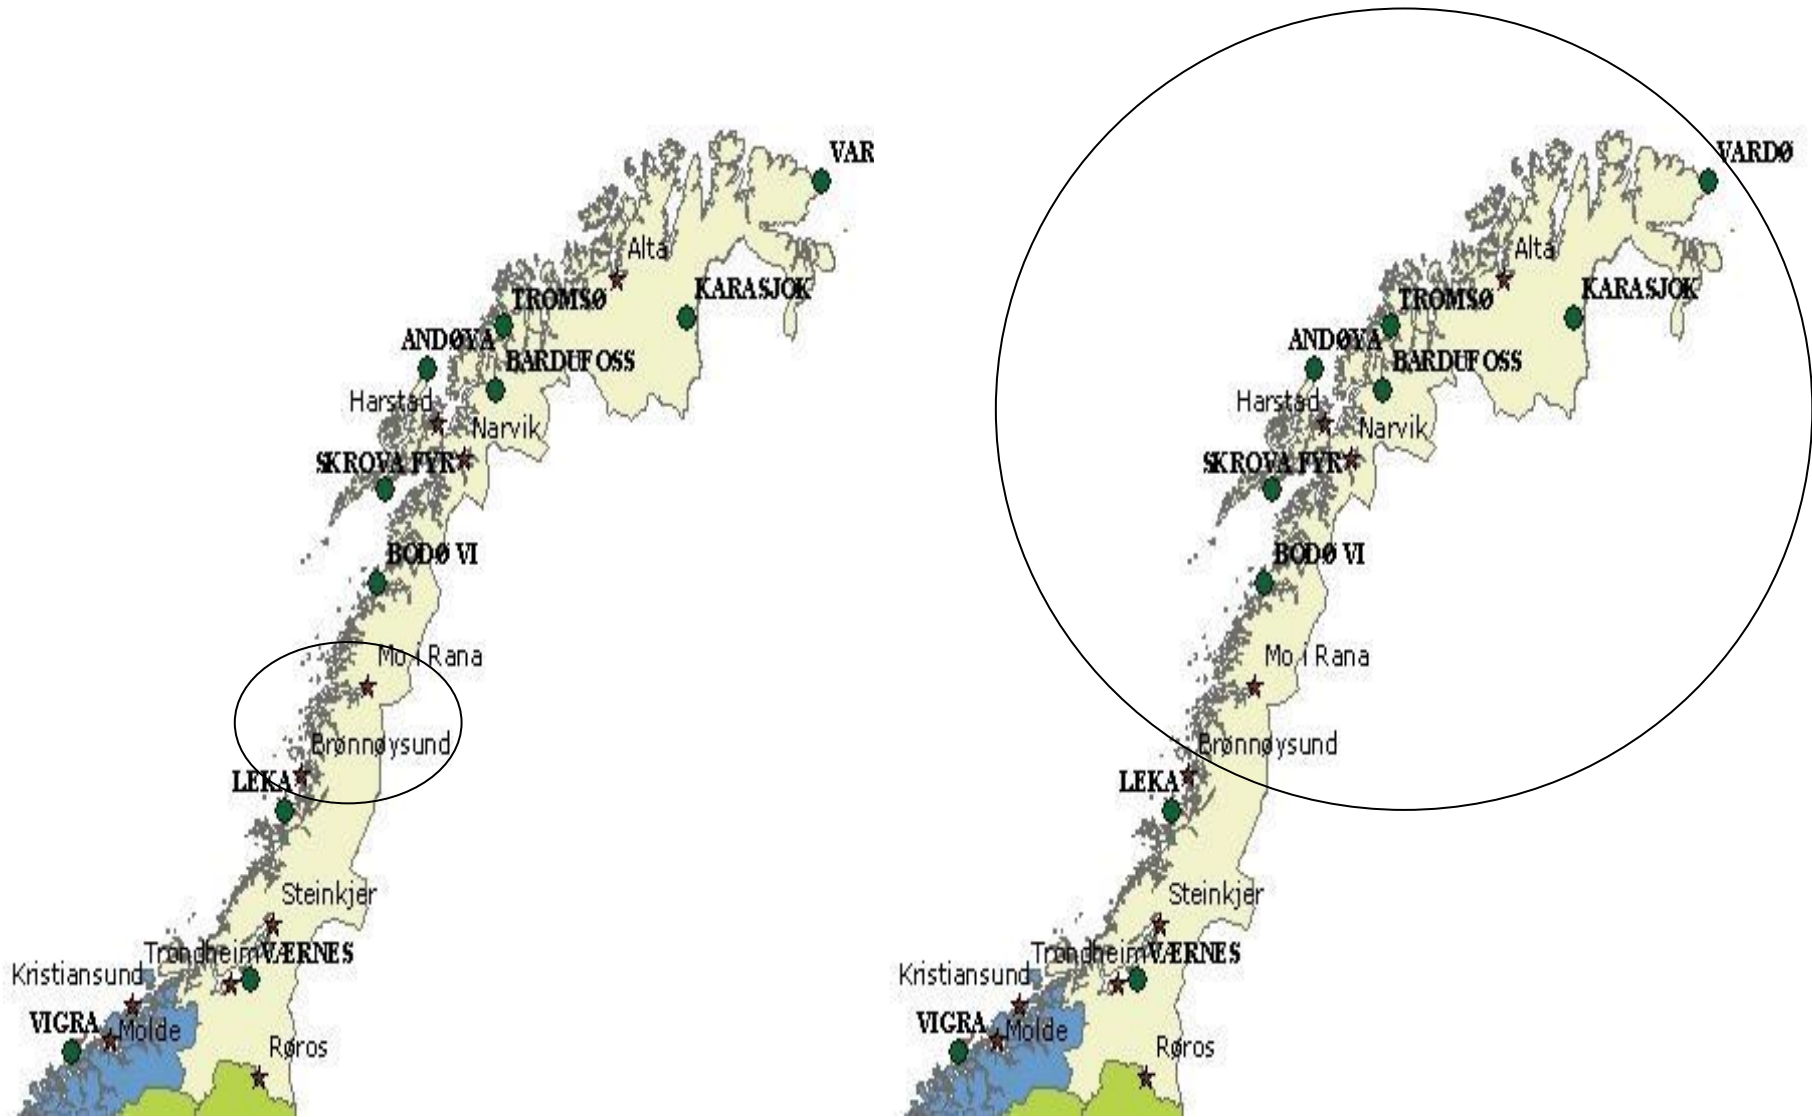 VAR
Alta
KARASJOK
TROMSØ
ANDØYA
BARDUFOSS
Harstad
Narvik
SKROVA FYR
BODØ VI
Mo i Rana
Brønnøysund
LEKA
Steinkjer
Trondheim VÆRNES
Kristiansund
VIGRA
Molde
Røros
VARDØ
Alta
KARASJOK
TROMSØ
ANDØYA
BARDUFOSS
Harstad
Narvik
SKROVA FYR
BODØ VI
Mo i Rana
Brønnøysund
LEKA
Steinkjer
Trondheim VÆRNES
Kristiansund
VIGRA
Molde
Røros